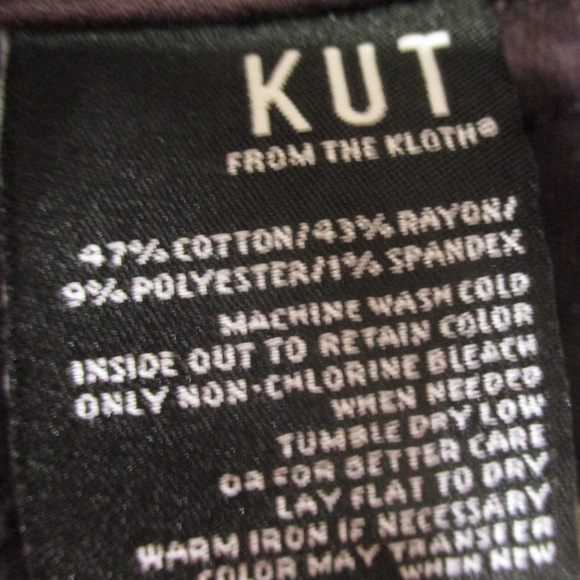 KUT
FROM THE KLOTH®
47% COTTON/43% RAYON/
9% POLYESTER/1% SPANDEX
MACHINE WASH COLD
INSIDE OUT TO RETAIN COLOR
ONLY NON-CHLORINE BLEACH
WHEN NEEDED
TUMBLE DRY LOW
OR FOR BETTER CARE
LAY FLAT TO DRY
WARM IRON IF NECESSARY
COLOR MAY TRANSFER
WHEN NEW